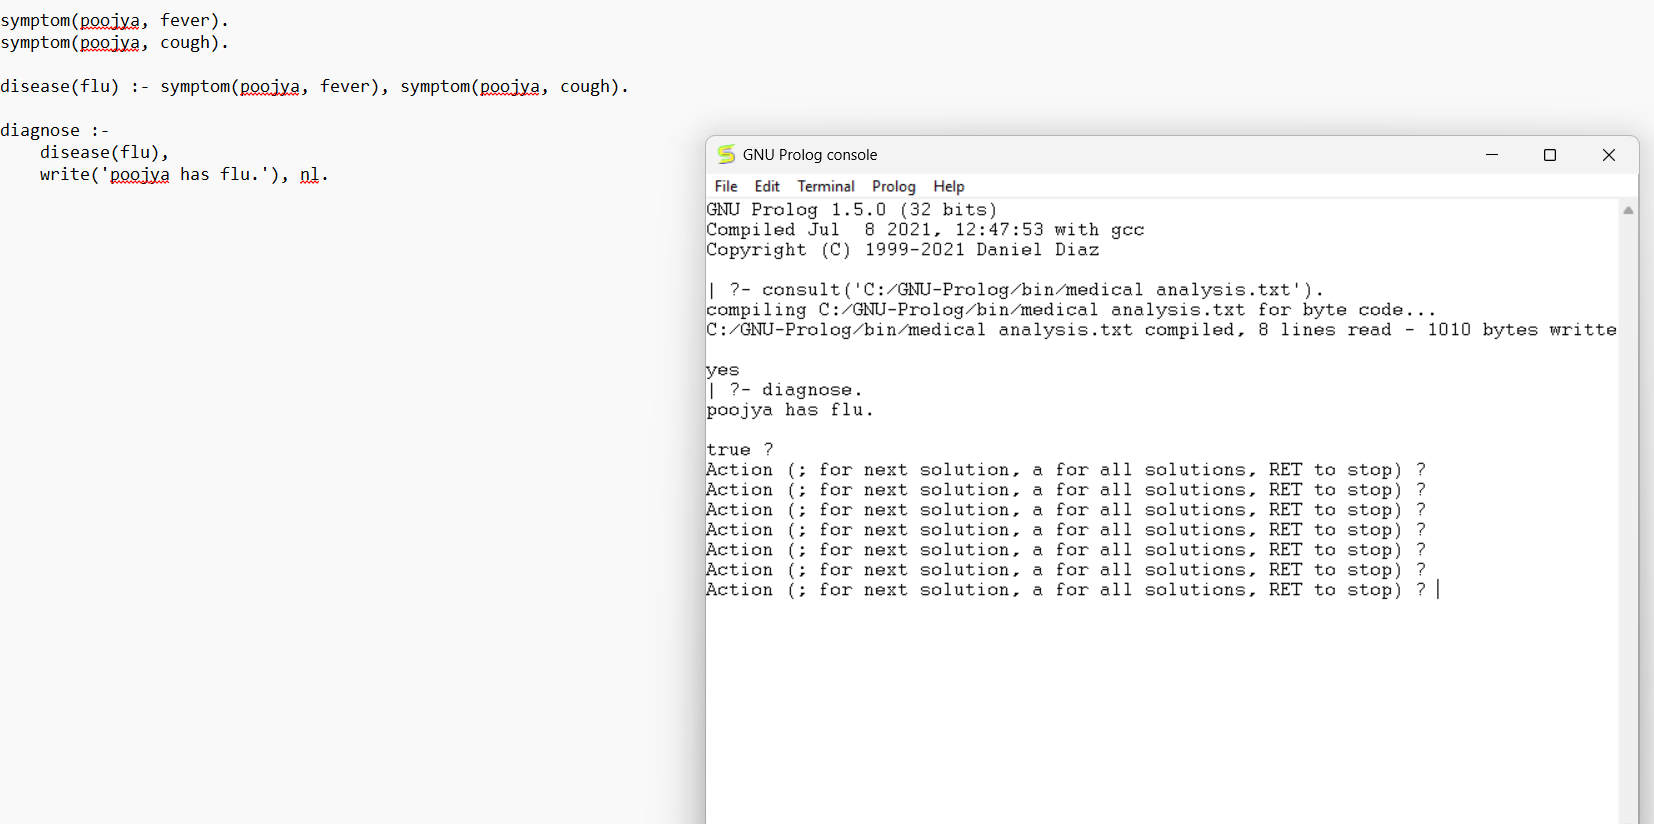 symptom(poojya, fever).
symptom(poojya, cough).
disease(flu) :- symptom(poojya, fever), symptom(poojya, cough).
diagnose :-
    disease(flu),
    write('poojya has flu.'), nl.
GNU Prolog console
File Edit Terminal Prolog Help
GNU Prolog 1.5.0 (32 bits)
Compiled Jul  8 2021, 12:47:53 with gcc
Copyright (C) 1999-2021 Daniel Diaz
| ?- consult('C:/GNU-Prolog/bin/medical analysis.txt').
compiling C:/GNU-Prolog/bin/medical analysis.txt for byte code...
C:/GNU-Prolog/bin/medical analysis.txt compiled, 8 lines read - 1010 bytes writte
yes
| ?- diagnose.
poojya has flu.
true ?
Action (; for next solution, a for all solutions, RET to stop) ?
Action (; for next solution, a for all solutions, RET to stop) ?
Action (; for next solution, a for all solutions, RET to stop) ?
Action (; for next solution, a for all solutions, RET to stop) ?
Action (; for next solution, a for all solutions, RET to stop) ?
Action (; for next solution, a for all solutions, RET to stop) ?
Action (; for next solution, a for all solutions, RET to stop) ?